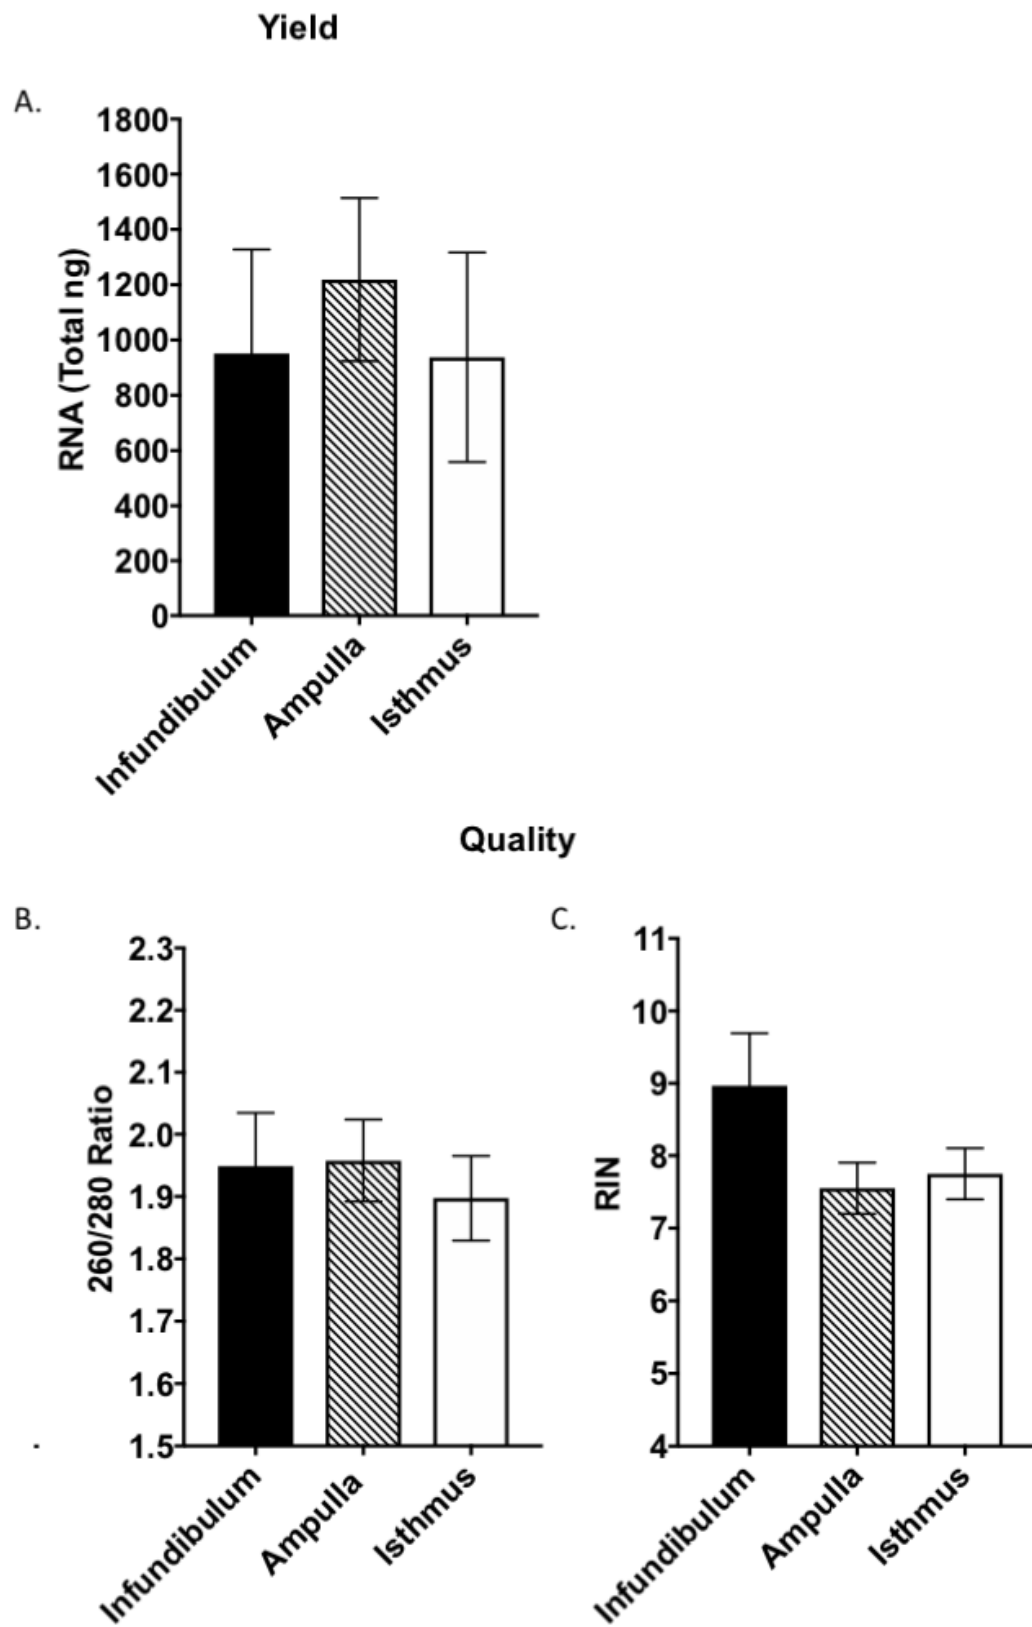 Yield
A.
1800
1600
1400
1200
1000
800
600
400
200
0
RNA (Total ng)
Infundibulum
Ampulla
Isthmus
Quality
B.
2.3
2.2
2.1
2.0
1.9
1.8
1.7
1.6
1.5
260/280 Ratio
Infundibulum
Ampulla
Isthmus
C.
11
10
9
8
7
6
5
4
RIN
Infundibulum
Ampulla
Isthmus